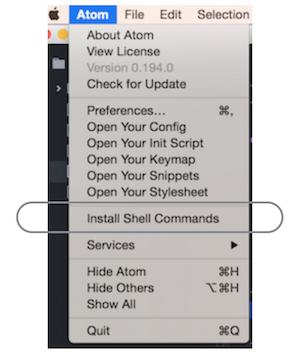 Atom File Edit Selection
About Atom
View License
Version 0.194.0
Check for Update
Preferences... ⌘,
Open Your Config
Open Your Init Script
Open Your Keymap
Open Your Snippets
Open Your Stylesheet
Install Shell Commands
Services ▶
Hide Atom ⌘H
Hide Others ⌥⌘H
Show All
Quit ⌘Q